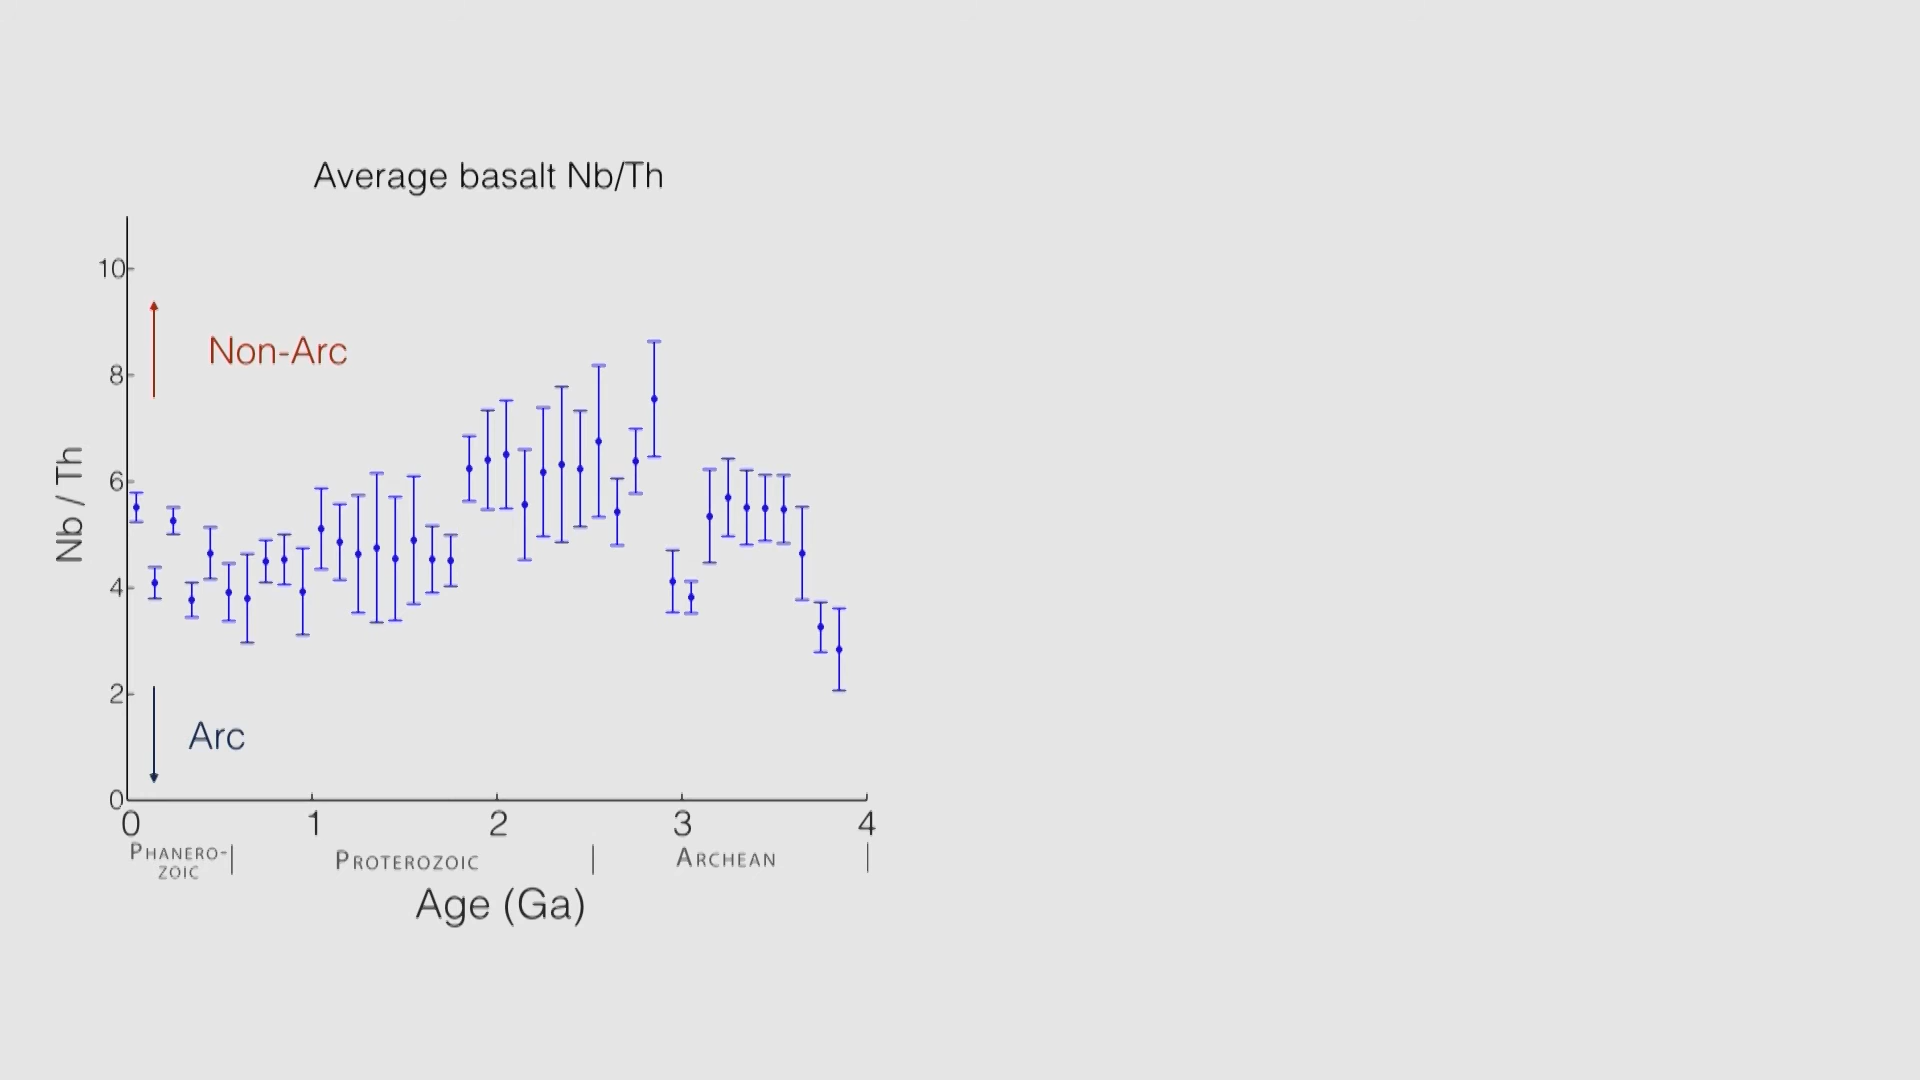 Average basalt Nb/Th
10
Non-Arc
8
Nb / Th
6
4
2
Arc
0
0 1 2 3 4
PHANERO-
ZOIC
PROTEROZOIC
ARCHEAN
Age (Ga)